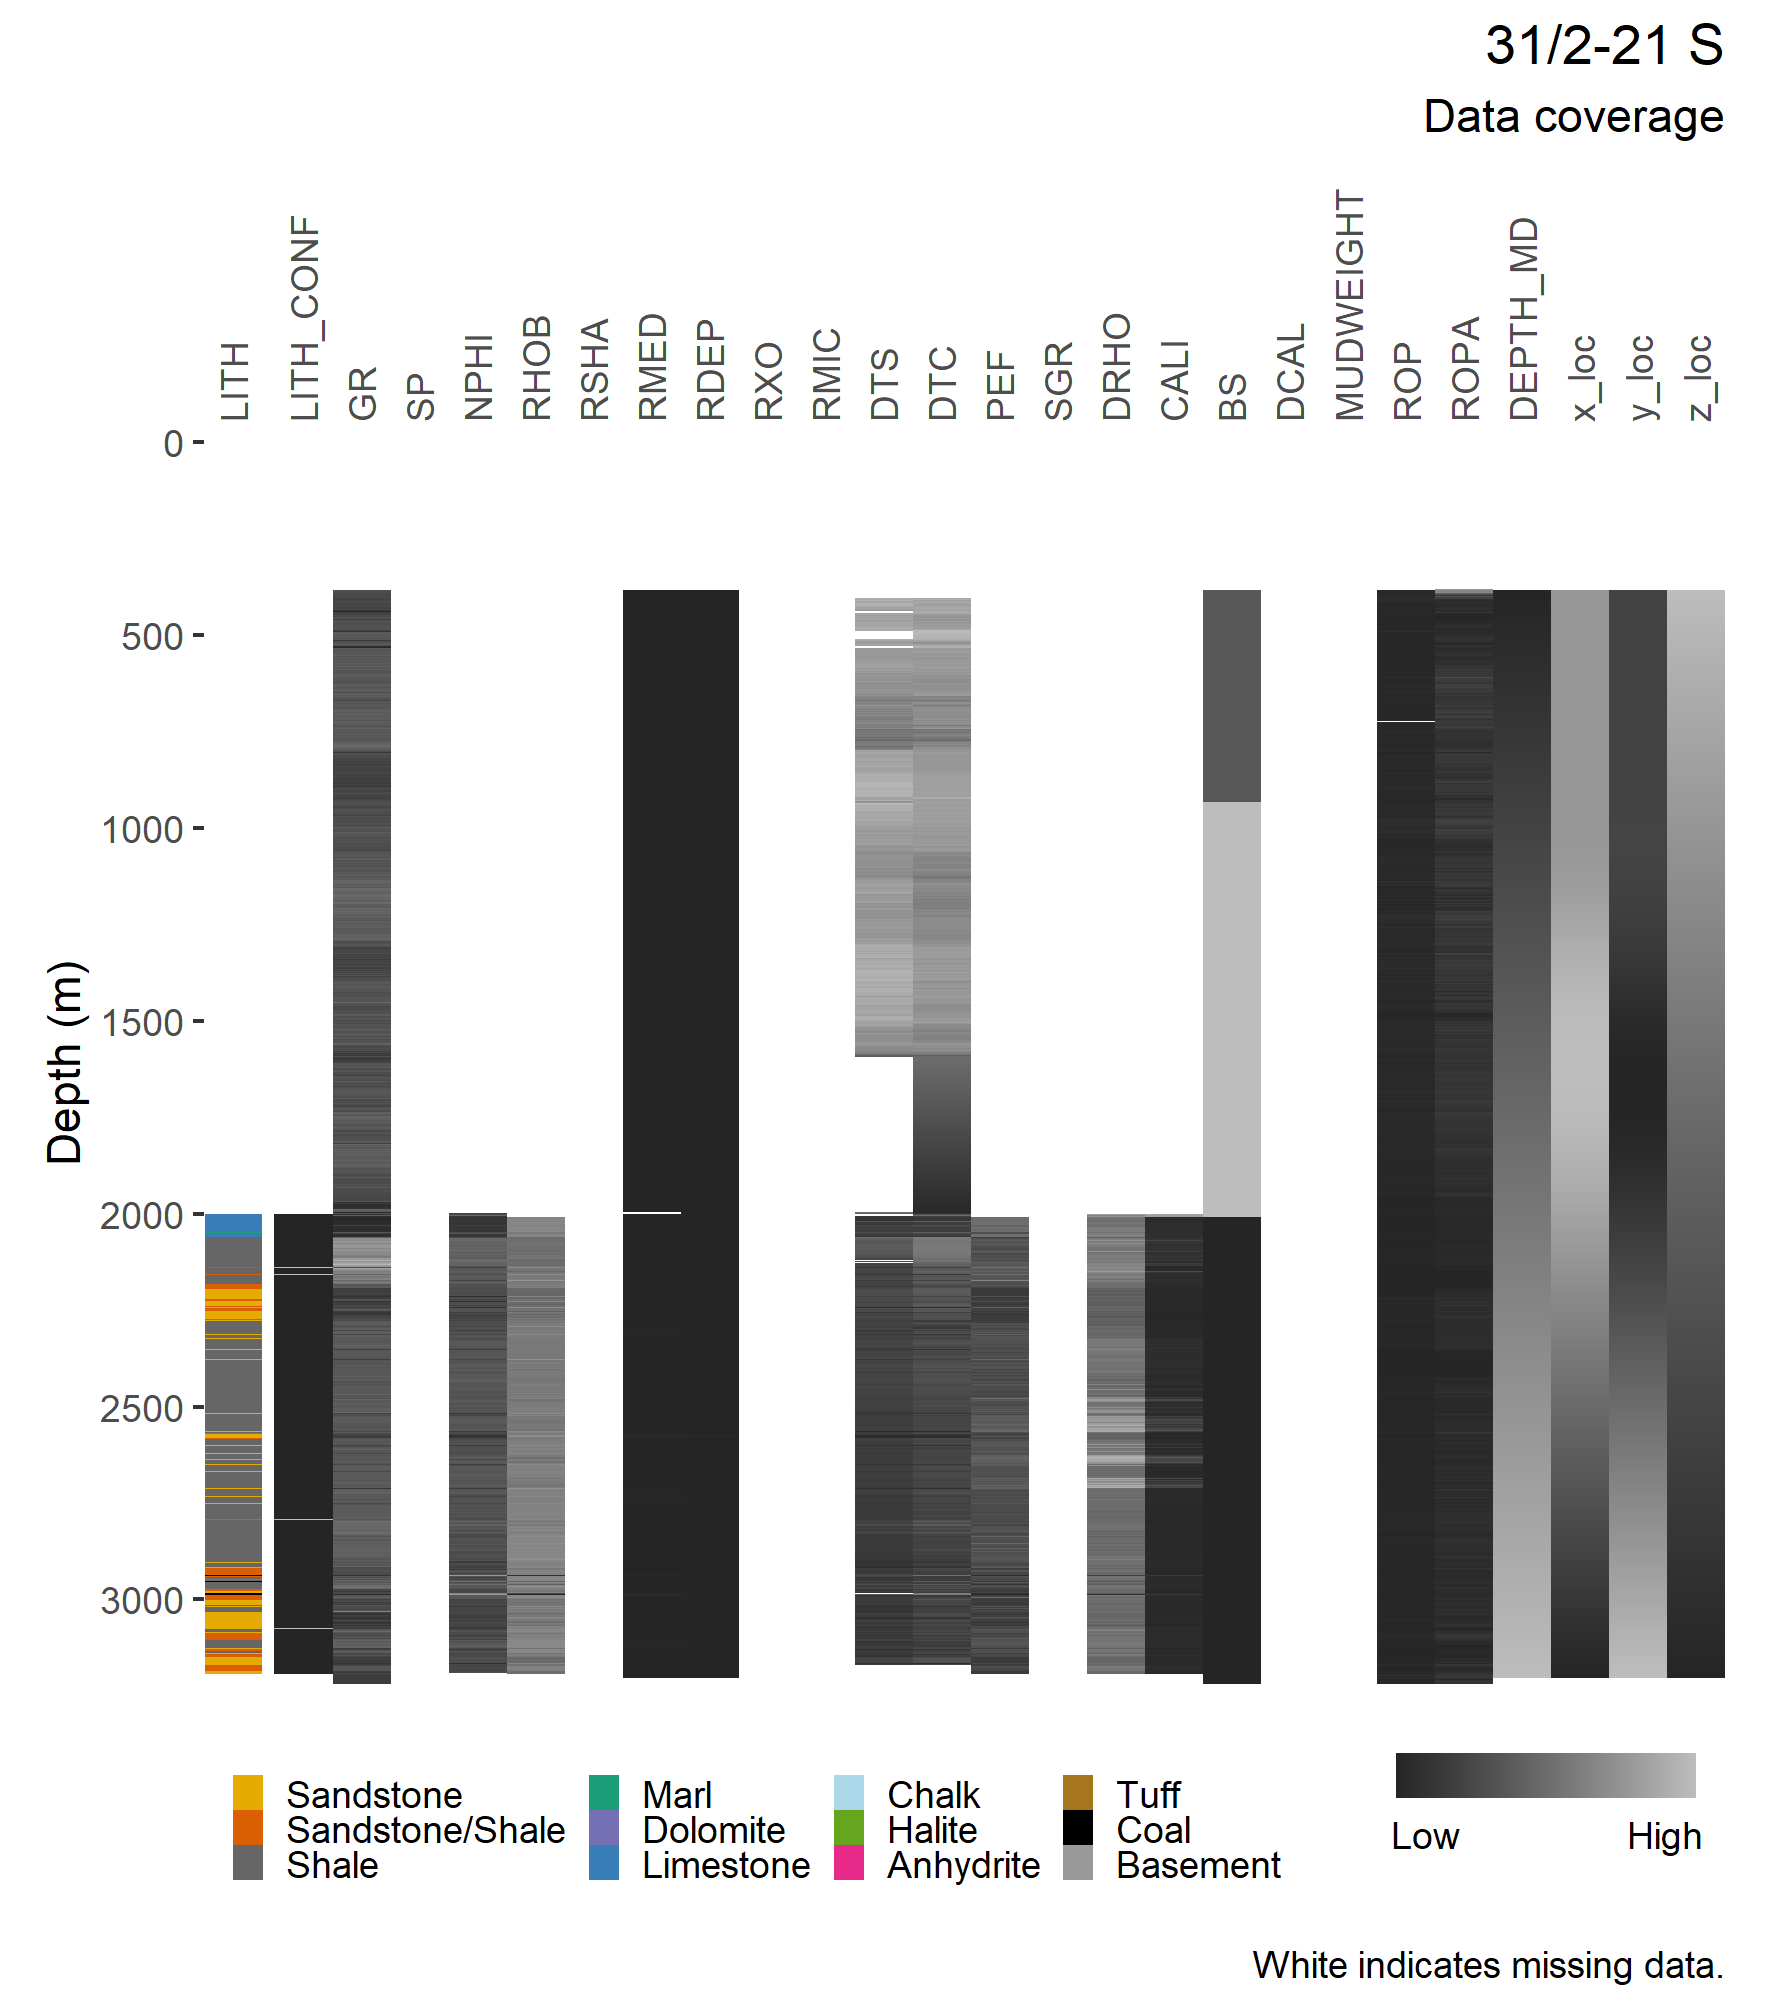 31/2-21 S
Data coverage
LITH
LITH_CONF
GR
SP
NPHI
RHOB
RSHA
RMED
RDEP
RXO
RMIC
DTS
DTC
PEF
SGR
DRHO
CALI
BS
DCAL
MUDWEIGHT
ROP
ROPA
DEPTH_MD
x_loc
y_loc
z_loc
Depth (m)
0
500
1000
1500
2000
2500
3000
Sandstone
Sandstone/Shale
Shale
Marl
Dolomite
Limestone
Chalk
Halite
Anhydrite
Tuff
Coal
Basement
Low
High
White indicates missing data.